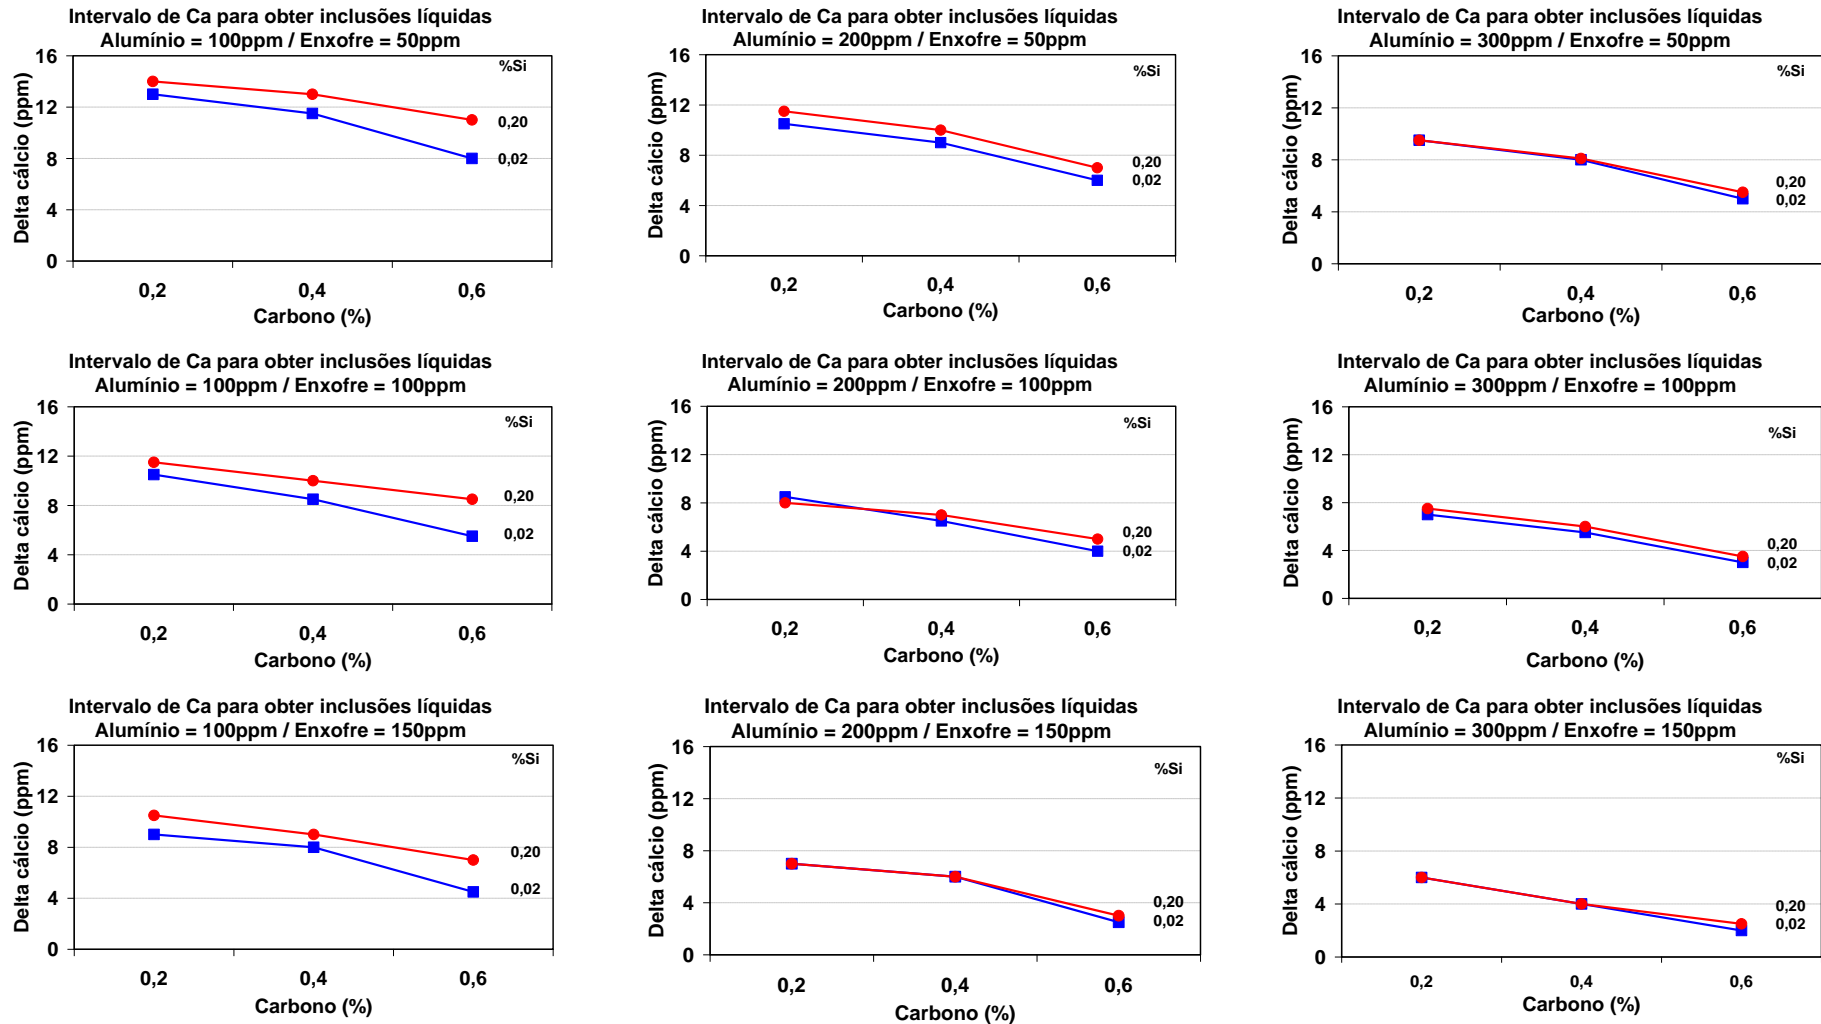 Intervalo de Ca para obter inclusões líquidas
Alumínio = 100ppm / Enxofre = 50ppm
%Si
Delta cálcio (ppm)
16
12
8
4
0
0,20
0,02
0,2 0,4 0,6
Carbono (%)
Intervalo de Ca para obter inclusões líquidas
Alumínio = 200ppm / Enxofre = 50ppm
%Si
Delta cálcio (ppm)
16
12
8
4
0
0,20
0,02
0,2 0,4 0,6
Carbono (%)
Intervalo de Ca para obter inclusões líquidas
Alumínio = 300ppm / Enxofre = 50ppm
%Si
Delta cálcio (ppm)
16
12
8
4
0
0,20
0,02
0,2 0,4 0,6
Carbono (%)
Intervalo de Ca para obter inclusões líquidas
Alumínio = 100ppm / Enxofre = 100ppm
%Si
Delta cálcio (ppm)
16
12
8
4
0
0,20
0,02
0,2 0,4 0,6
Carbono (%)
Intervalo de Ca para obter inclusões líquidas
Alumínio = 200ppm / Enxofre = 100ppm
%Si
Delta cálcio (ppm)
16
12
8
4
0
0,20
0,02
0,2 0,4 0,6
Carbono (%)
Intervalo de Ca para obter inclusões líquidas
Alumínio = 300ppm / Enxofre = 100ppm
%Si
Delta cálcio (ppm)
16
12
8
4
0
0,20
0,02
0,2 0,4 0,6
Carbono (%)
Intervalo de Ca para obter inclusões líquidas
Alumínio = 100ppm / Enxofre = 150ppm
%Si
Delta cálcio (ppm)
16
12
8
4
0
0,20
0,02
0,2 0,4 0,6
Carbono (%)
Intervalo de Ca para obter inclusões líquidas
Alumínio = 200ppm / Enxofre = 150ppm
%Si
Delta cálcio (ppm)
16
12
8
4
0
0,20
0,02
0,2 0,4 0,6
Carbono (%)
Intervalo de Ca para obter inclusões líquidas
Alumínio = 300ppm / Enxofre = 150ppm
%Si
Delta cálcio (ppm)
16
12
8
4
0
0,20
0,02
0,2 0,4 0,6
Carbono (%)